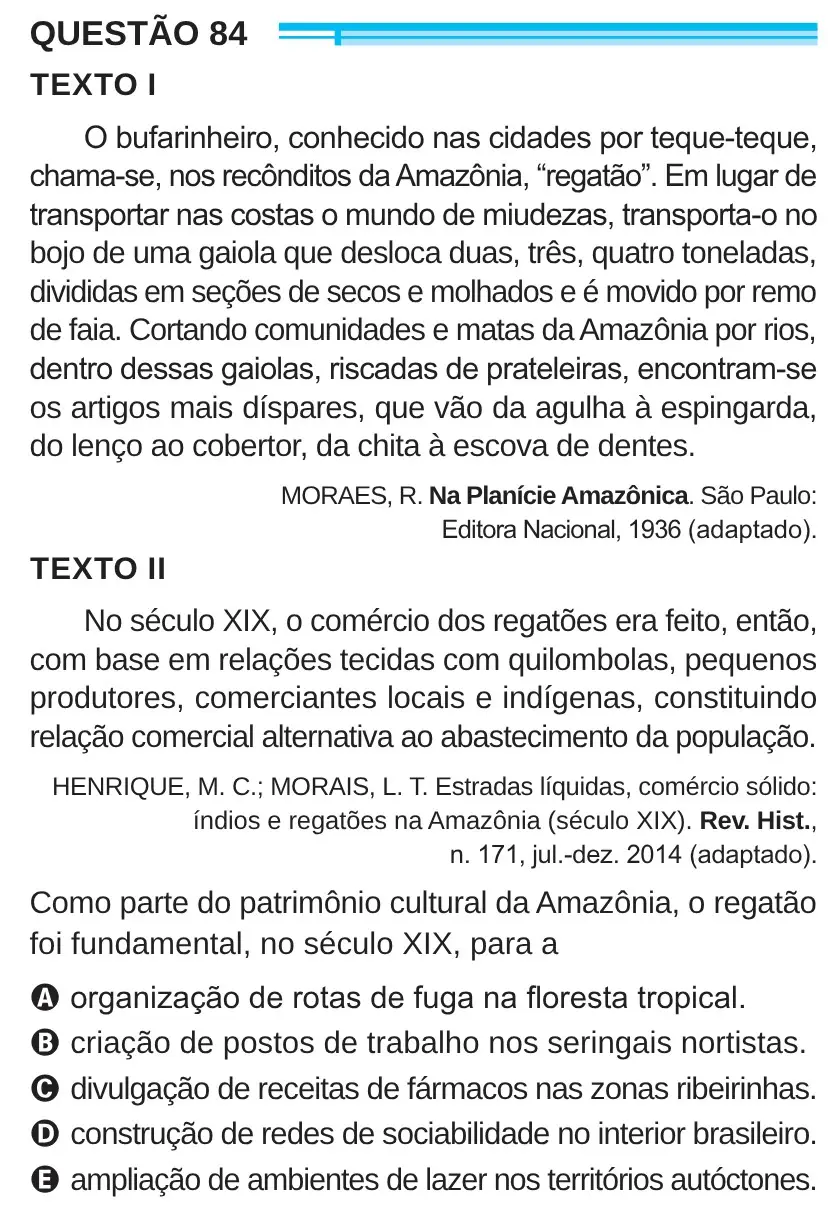 QUESTÃO 84
TEXTO I
O bufarinheiro, conhecido nas cidades por teque-teque,
chama-se, nos recônditos da Amazônia, “regatão”. Em lugar de
transportar nas costas o mundo de miudezas, transporta-o no
bojo de uma gaiola que desloca duas, três, quatro toneladas,
divididas em seções de secos e molhados e é movido por remo
de faia. Cortando comunidades e matas da Amazônia por rios,
dentro dessas gaiolas, riscadas de prateleiras, encontram-se
os artigos mais díspares, que vão da agulha à espingarda,
do lenço ao cobertor, da chita à escova de dentes.
MORAES, R. Na Planície Amazônica. São Paulo:
Editora Nacional, 1936 (adaptado).
TEXTO II
No século XIX, o comércio dos regatões era feito, então,
com base em relações tecidas com quilombolas, pequenos
produtores, comerciantes locais e indígenas, constituindo
relação comercial alternativa ao abastecimento da população.
HENRIQUE, M. C.; MORAIS, L. T. Estradas líquidas, comércio sólido:
índios e regatões na Amazônia (século XIX). Rev. Hist.,
n. 171, jul.-dez. 2014 (adaptado).
Como parte do patrimônio cultural da Amazônia, o regatão
foi fundamental, no século XIX, para a
A organização de rotas de fuga na floresta tropical.
B criação de postos de trabalho nos seringais nortistas.
C divulgação de receitas de fármacos nas zonas ribeirinhas.
D construção de redes de sociabilidade no interior brasileiro.
E ampliação de ambientes de lazer nos territórios autóctones.